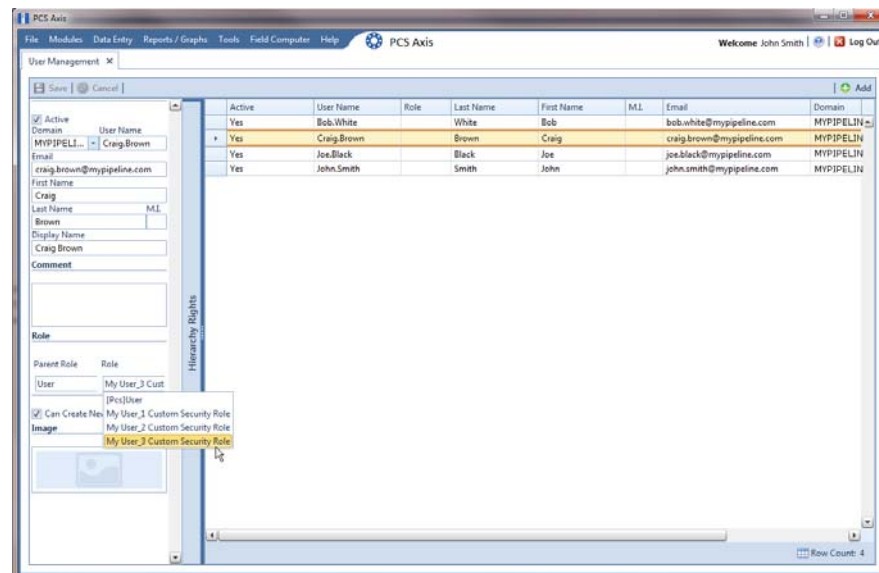 PCS Axis
File Modules Data Entry Reports / Graphs Tools Field Computer Help PCS Axis Welcome John Smith | Log Out
User Management
Save | Cancel | | Add
Active
Domain User Name
MYPIPELI... Craig.Brown
Email
craig.brown@mypipeline.com
First Name
Craig
Last Name M.I.
Brown
Display Name
Craig Brown
Comment
Role
Parent Role Role
User My User_3 Cust
[Pcs]User
Can Create New My User_1 Custom Security Role
Image My User_2 Custom Security Role
My User_3 Custom Security Role
Hierarchy Rights
Active User Name Role Last Name First Name M.I. Email Domain
Yes Bob.White White Bob bob.white@mypipeline.com MYPIPELIN
Yes Craig.Brown Brown Craig craig.brown@mypipeline.com MYPIPELIN
Yes Joe.Black Black Joe joe.black@mypipeline.com MYPIPELIN
Yes John.Smith Smith John john.smith@mypipeline.com MYPIPELIN
Row Count: 4